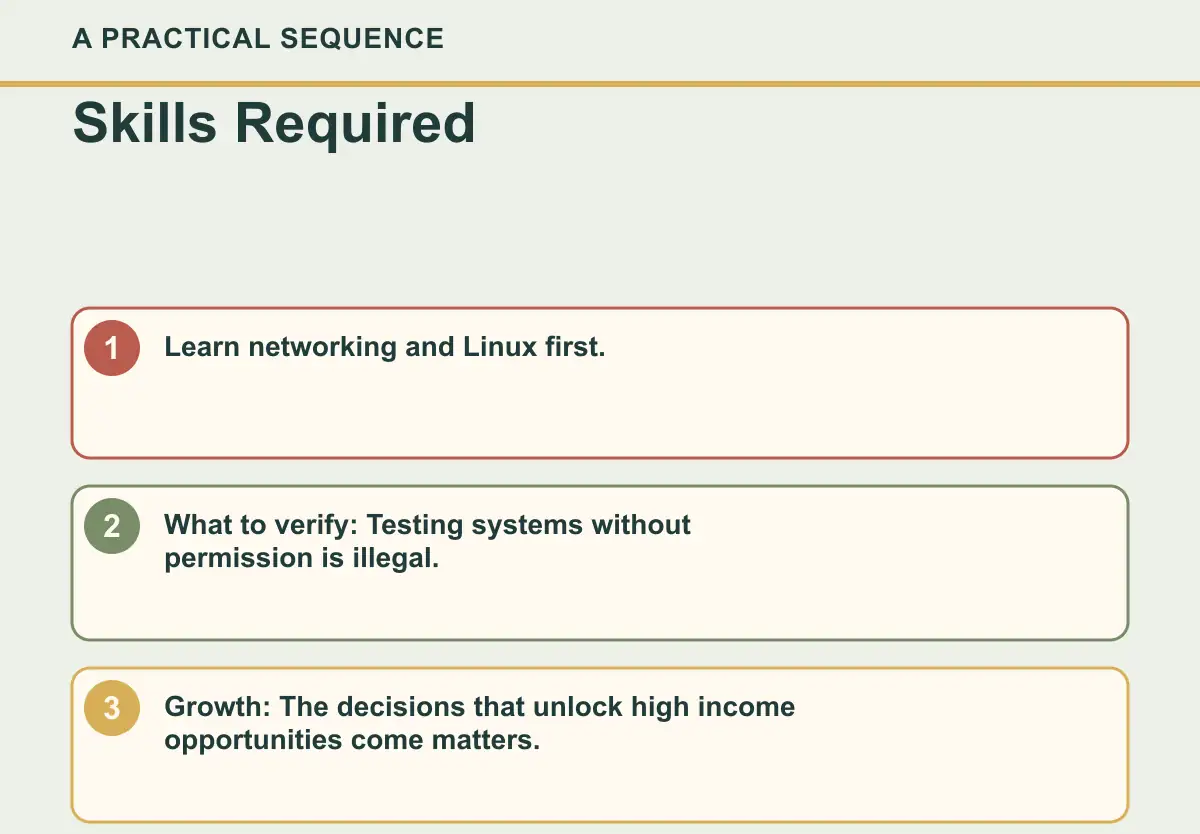 A PRACTICAL SEQUENCE
Skills Required
1
Learn networking and Linux first.
2
What to verify: Testing systems without
permission is illegal.
3
Growth: The decisions that unlock high income
opportunities come matters.